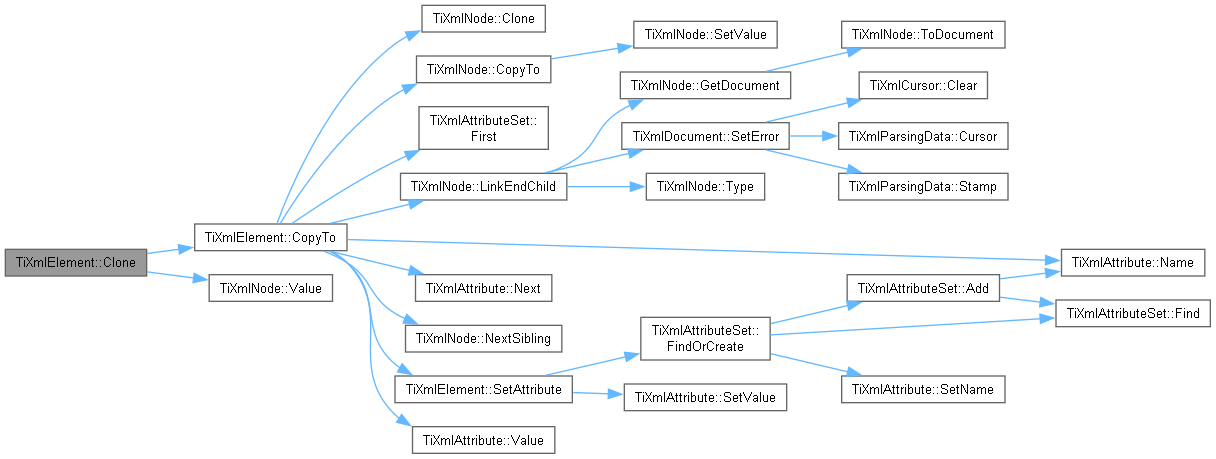 TiXmlElement::Clone
TiXmlElement::CopyTo
TiXmlNode::Value
TiXmlNode::Clone
TiXmlNode::CopyTo
TiXmlAttributeSet::
First
TiXmlNode::LinkEndChild
TiXmlAttribute::Next
TiXmlNode::NextSibling
TiXmlElement::SetAttribute
TiXmlAttribute::Value
TiXmlNode::SetValue
TiXmlNode::GetDocument
TiXmlDocument::SetError
TiXmlNode::Type
TiXmlAttributeSet::
FindOrCreate
TiXmlAttribute::SetValue
TiXmlNode::ToDocument
TiXmlCursor::Clear
TiXmlParsingData::Cursor
TiXmlParsingData::Stamp
TiXmlAttributeSet::Add
TiXmlAttribute::SetName
TiXmlAttribute::Name
TiXmlAttributeSet::Find